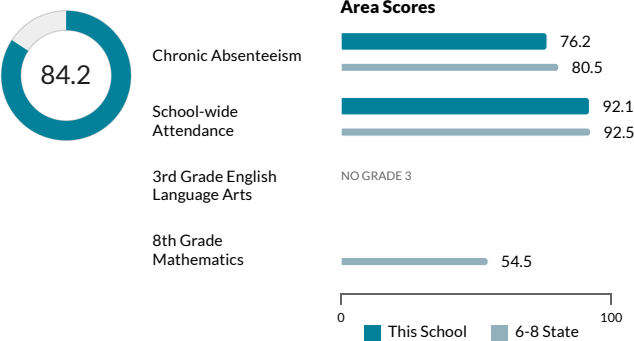 Area Scores
84.2
Chronic Absenteeism
76.2
80.5
School-wide
Attendance
92.1
92.5
3rd Grade English
Language Arts
NO GRADE 3
8th Grade
Mathematics
54.5
0
100
This School
6-8 State